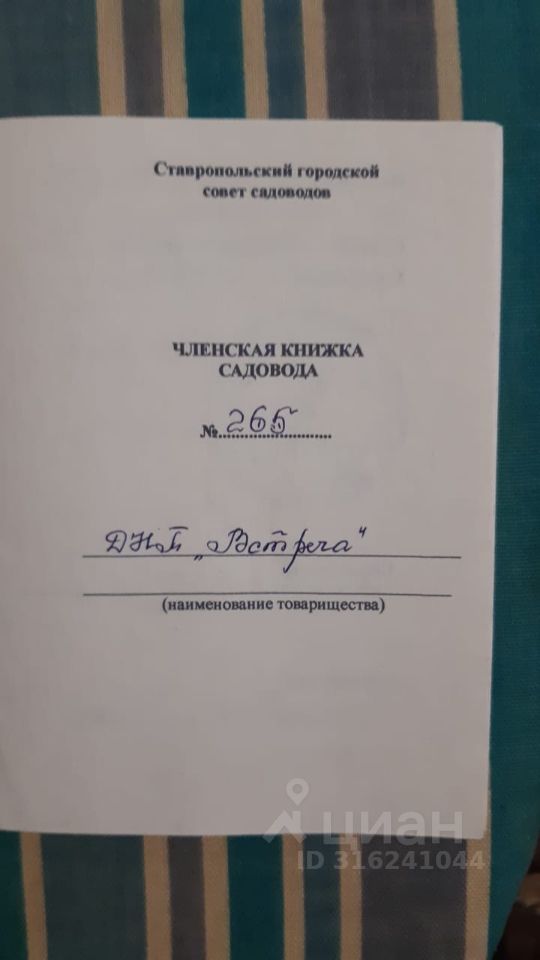 Ставропольский городской
совет садоводов
ЧЛЕНСКАЯ КНИЖКА
САДОВОДА
№ 265
ДНТ „Встреча“
(наименование товарищества)
циан
ID 316241044